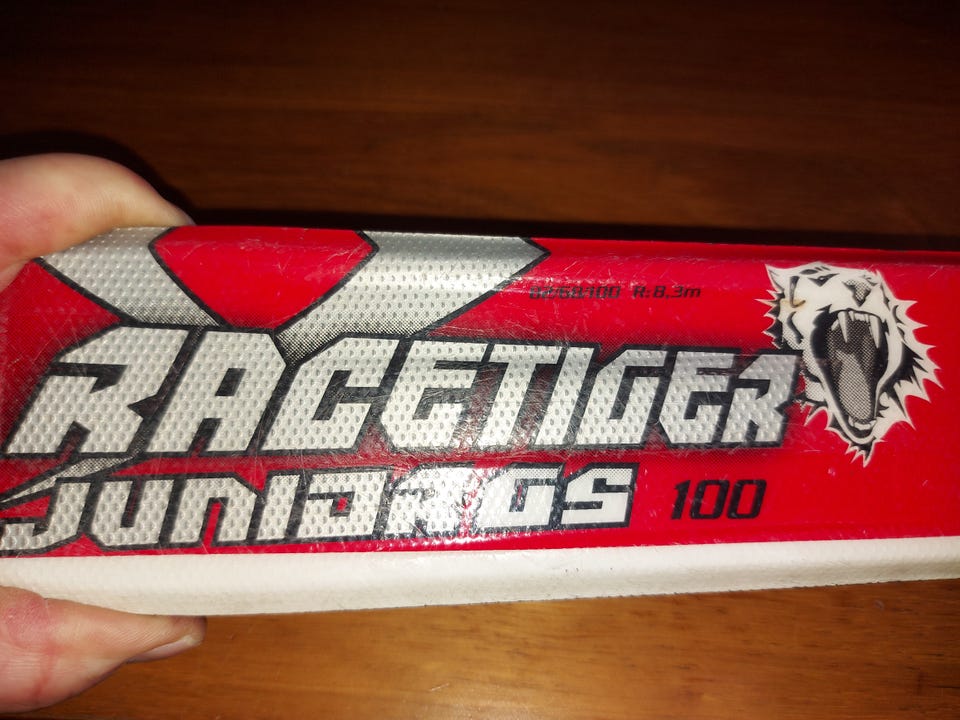 R:8.3m
RACETIGER
JUNIOR GS 100